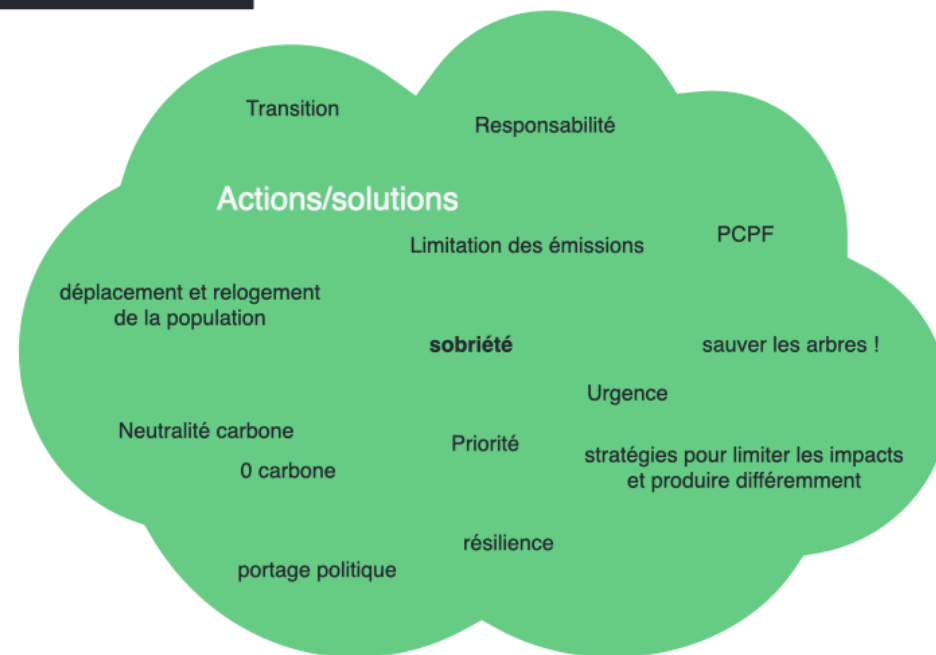 Transition
Responsabilité
Actions/solutions
Limitation des émissions
PCPF
déplacement et relogement
de la population
sobriété
sauver les arbres !
Urgence
Neutralité carbone
Priorité
stratégies pour limiter les impacts
et produire différemment
0 carbone
résilience
portage politique